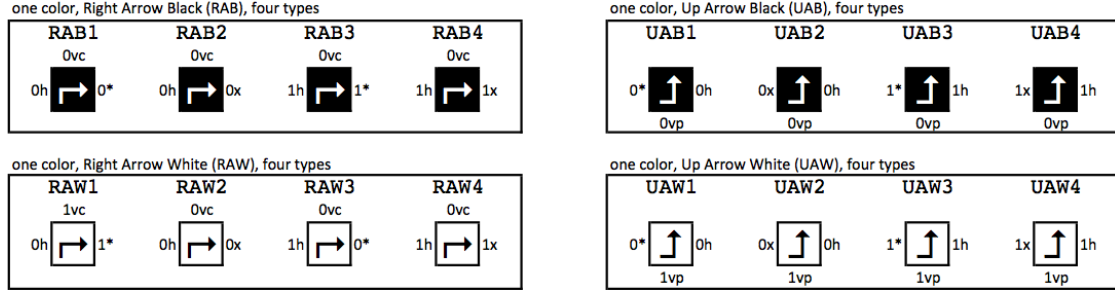 one color, Right Arrow Black (RAB), four types
RAB1 RAB2 RAB3 RAB4
0vc 0vc 0vc 0vc
0h 0* 0h 0x 1h 1* 1h 1x
one color, Up Arrow Black (UAB), four types
UAB1 UAB2 UAB3 UAB4
0* 0h 0x 0h 1* 1h 1x 1h
0vp 0vp 0vp 0vp
one color, Right Arrow White (RAW), four types
RAW1 RAW2 RAW3 RAW4
1vc 0vc 0vc 0vc
0h 1* 0h 0x 1h 0* 1h 1x
one color, Up Arrow White (UAW), four types
UAW1 UAW2 UAW3 UAW4
0* 0h 0x 0h 1* 1h 1x 1h
1vp 1vp 1vp 1vp